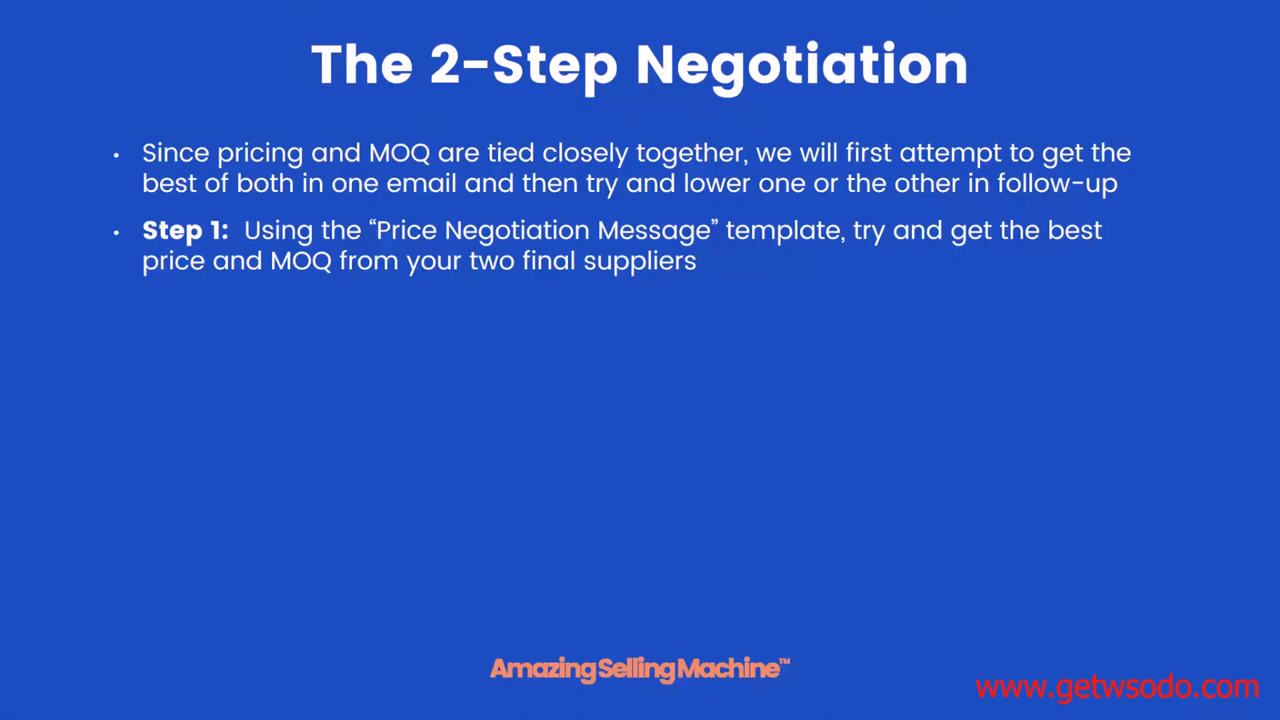 The 2-Step Negotiation
• Since pricing and MOQ are tied closely together, we will first attempt to get the
best of both in one email and then try and lower one or the other in follow-up
• Step 1: Using the “Price Negotiation Message” template, try and get the best
price and MOQ from your two final suppliers
AmazingSellingMachine™
www.getwsodo.com